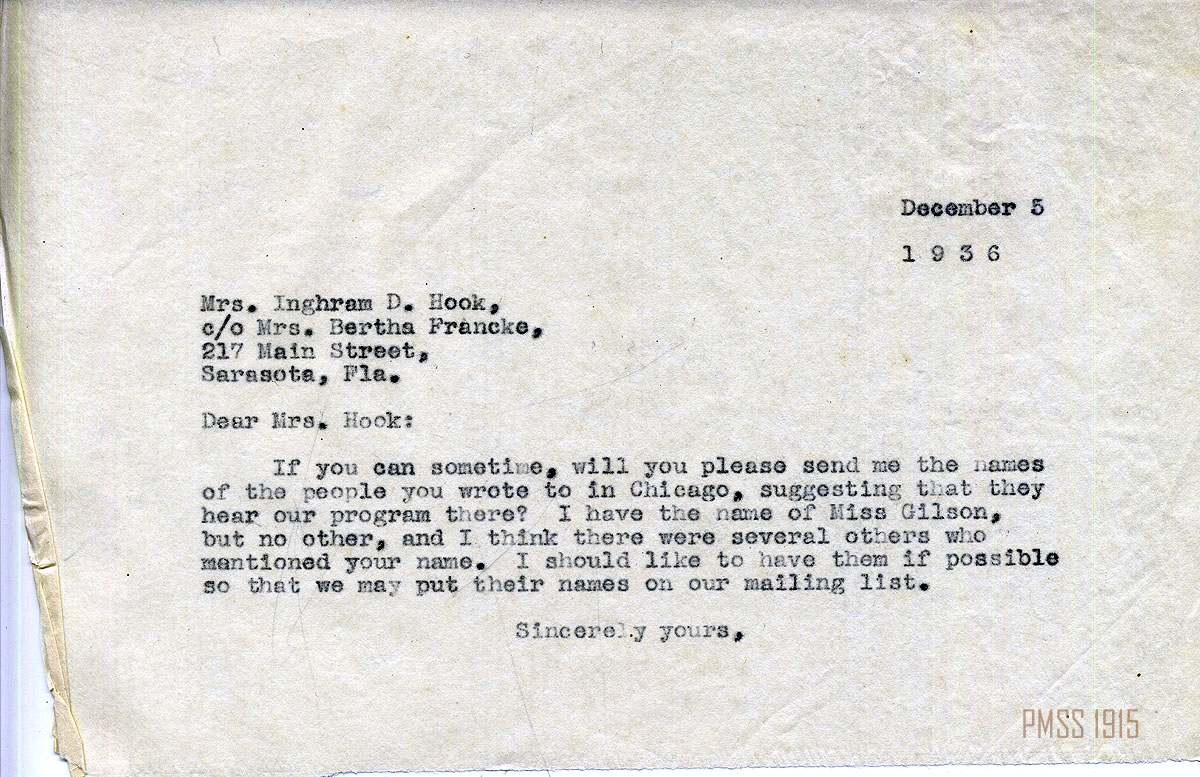 December 5
1 9 3 6
Mrs. Inghram D. Hook,
c/o Mrs. Bertha Francke,
217 Main Street,
Sarasota, Fla.
Dear Mrs. Hook:
If you can sometime, will you please send me the names
of the people you wrote to in Chicago, suggesting that they
hear our program there? I have the name of Miss Gilson,
but no other, and I think there were several others who
mentioned your name. I should like to have them if possible
so that we may put their names on our mailing list.
Sincerely yours,
PMSS 1915